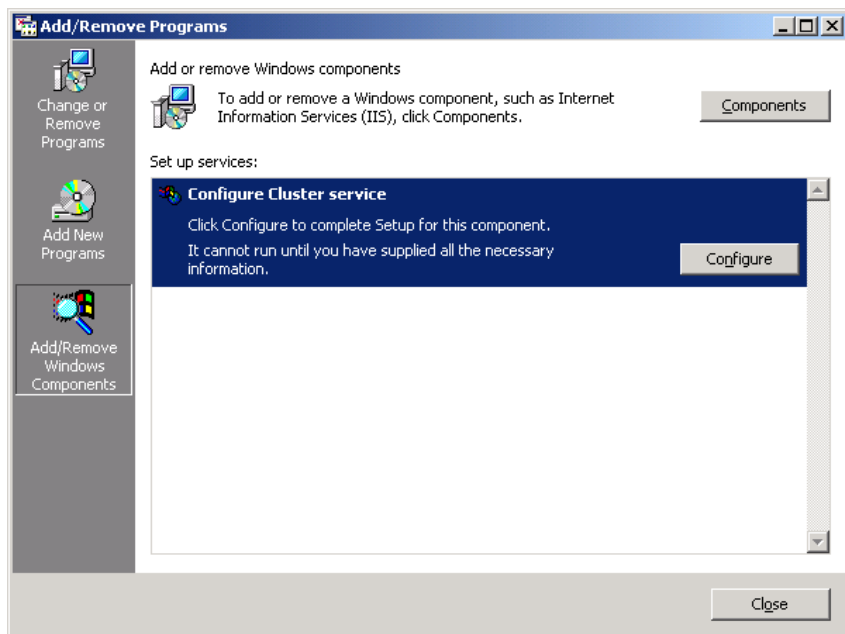 Add/Remove Programs
Change or
Remove
Programs
Add New
Programs
Add/Remove
Windows
Components
Add or remove Windows components
To add or remove a Windows component, such as Internet
Information Services (IIS), click Components.
Components
Set up services:
Configure Cluster service
Click Configure to complete Setup for this component.
It cannot run until you have supplied all the necessary
information.
Configure
Close